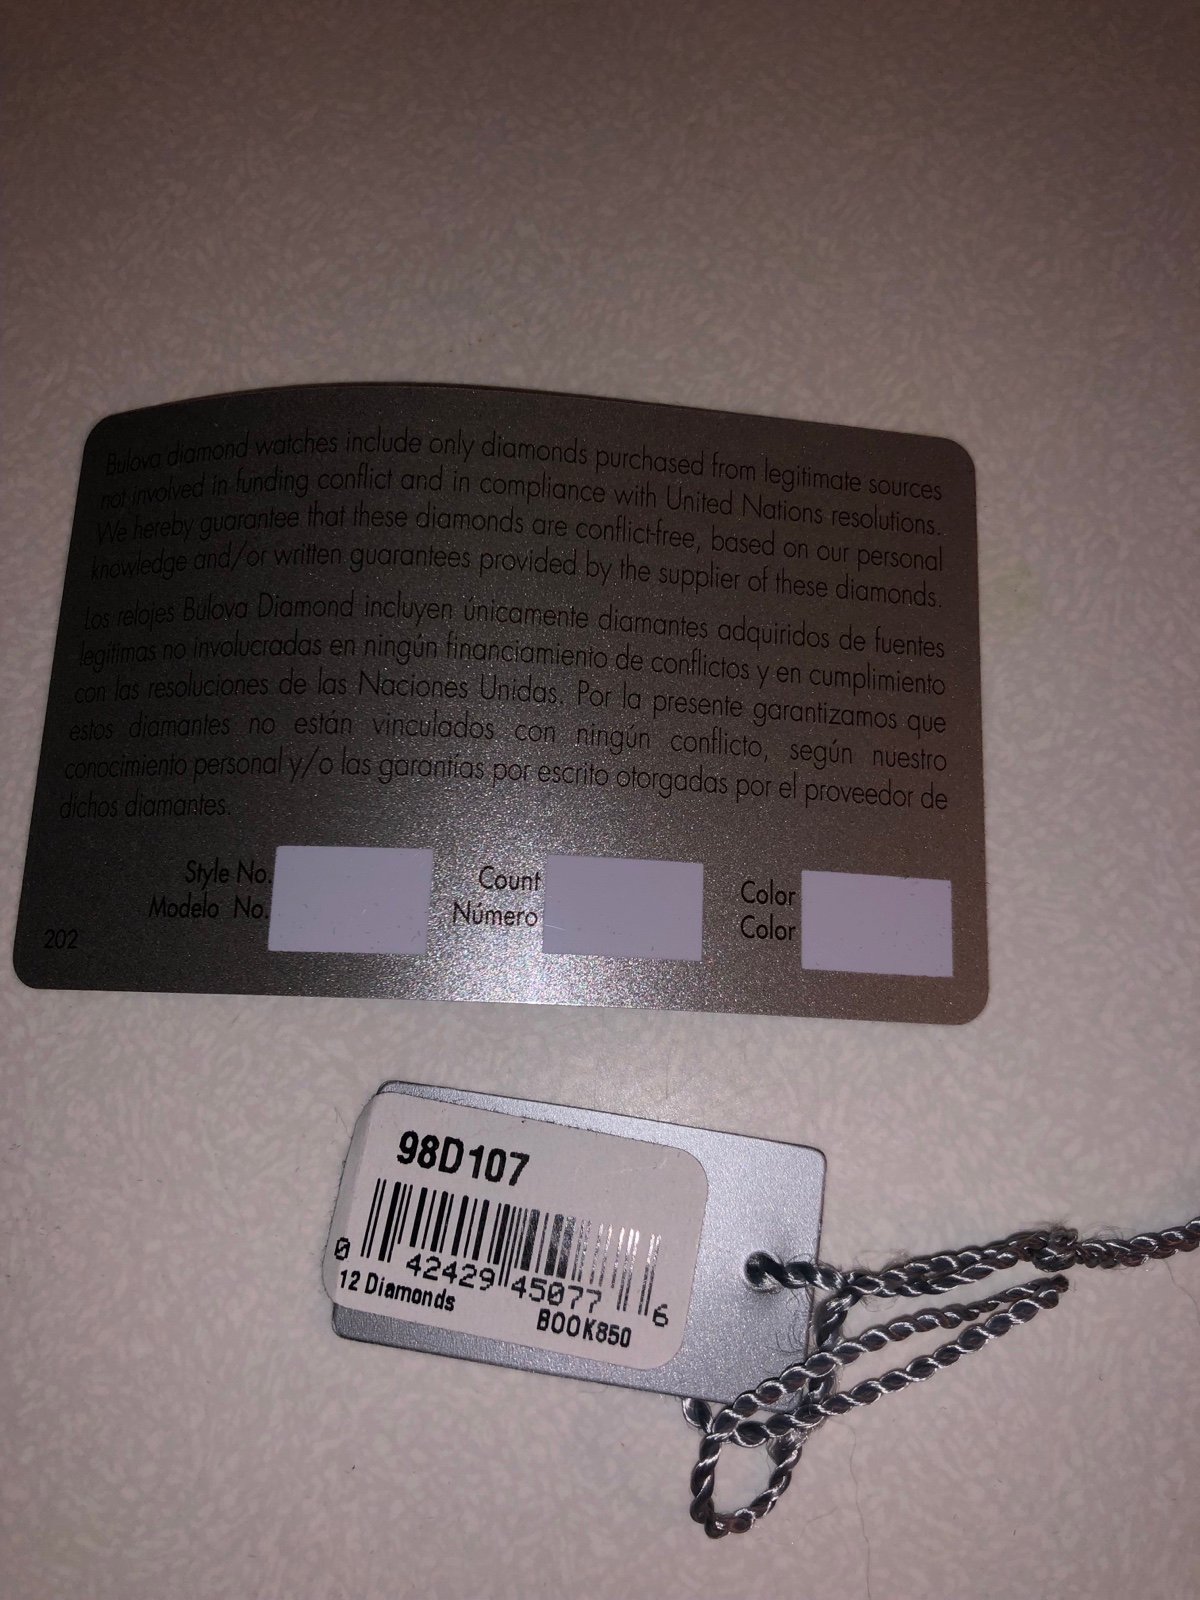 Bulova diamond watches include only diamonds purchased from legitimate sources
not involved in funding conflict and in compliance with United Nations resolutions.
We hereby guarantee that these diamonds are conflict-free, based on our personal
knowledge and/or written guarantees provided by the supplier of these diamonds.
Los relojes Bulova Diamond incluyen únicamente diamantes adquiridos de fuentes
legítimas no involucradas en ningún financiamiento de conflictos y en cumplimiento
con las resoluciones de las Naciones Unidas. Por la presente garantizamos que
estos diamantes no están vinculados con ningún conflicto, según nuestro
conocimiento personal y/o las garantías por escrito otorgadas por el proveedor de
dichos diamantes.
Style No. Count Color
Modelo No. Número Color
202
98D107
0 42429 45077 6
12 Diamonds
BOOK850